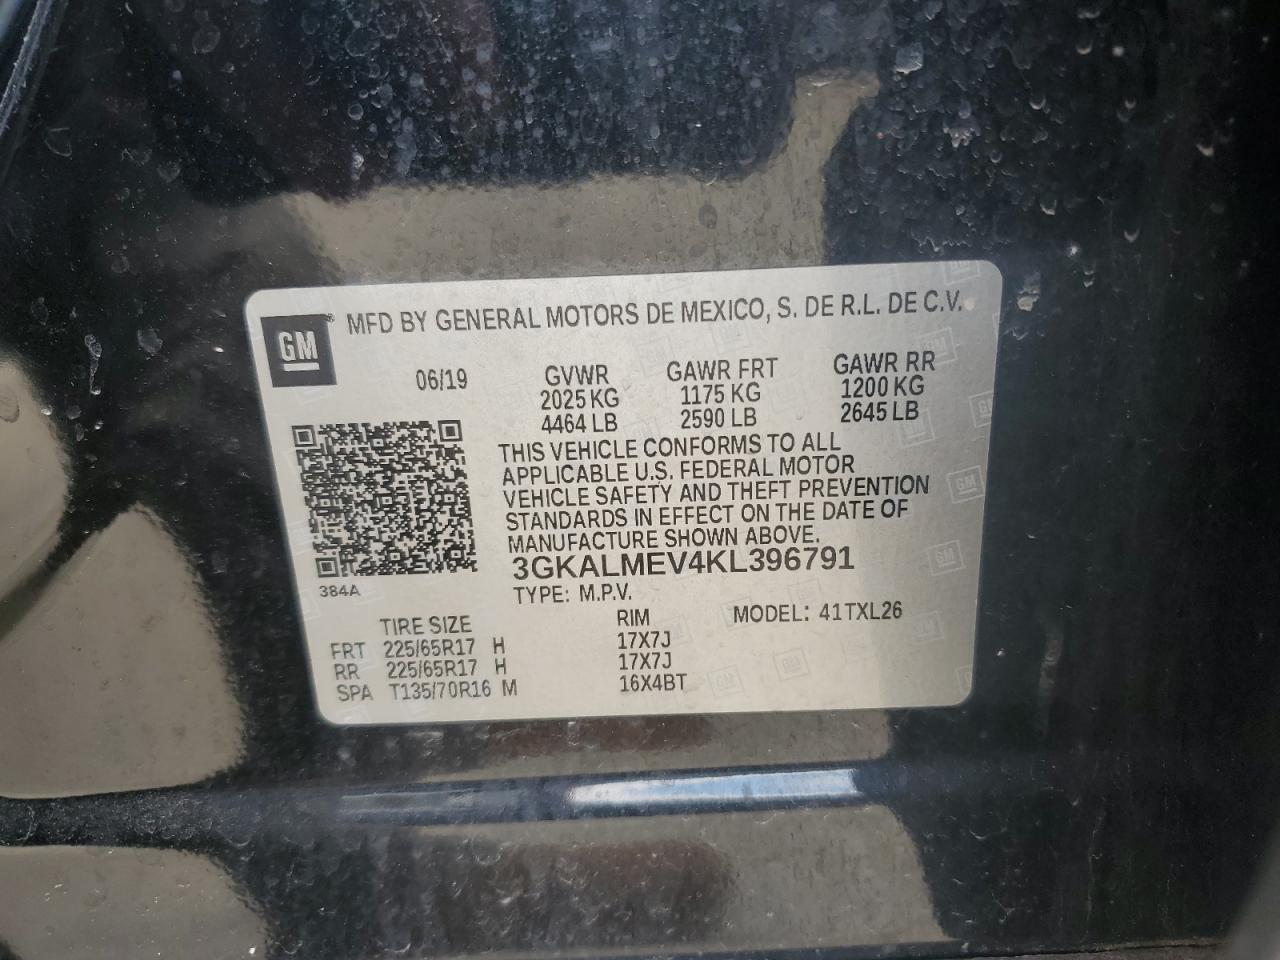 GM ® MFD BY GENERAL MOTORS DE MEXICO, S. DE R.L. DE C.V.
06/19 GVWR GAWR FRT GAWR RR
2025 KG 1175 KG 1200 KG
4464 LB 2590 LB 2645 LB
THIS VEHICLE CONFORMS TO ALL
APPLICABLE U.S. FEDERAL MOTOR
VEHICLE SAFETY AND THEFT PREVENTION
STANDARDS IN EFFECT ON THE DATE OF
MANUFACTURE SHOWN ABOVE.
3GKALMEV4KL396791
384A TYPE: M.P.V.
TIRE SIZE RIM MODEL: 41TXL26
FRT 225/65R17 H 17X7J
RR 225/65R17 H 17X7J
SPA T135/70R16 M 16X4BT